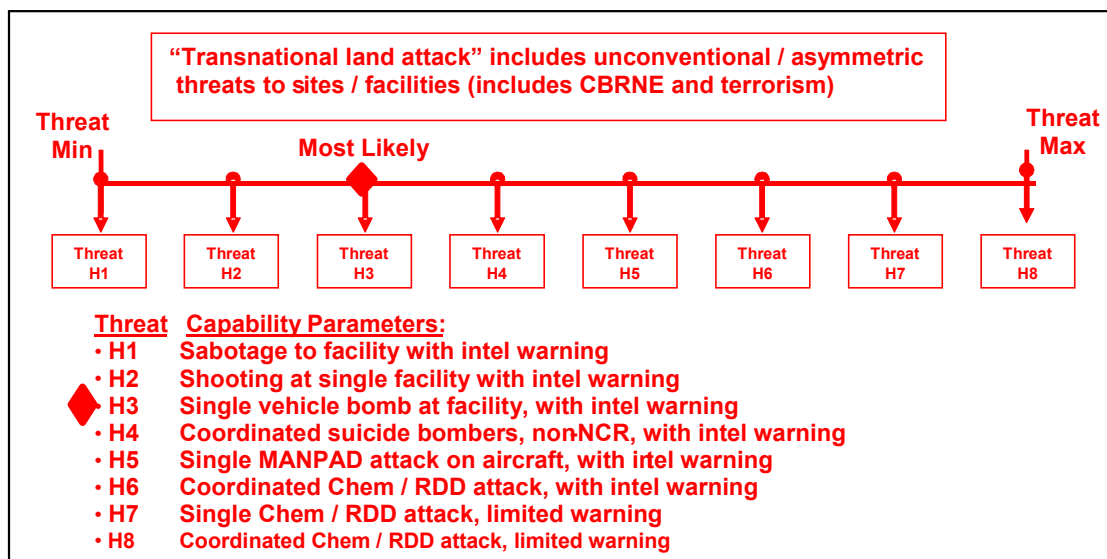 “Transnational land attack” includes unconventional / asymmetric
threats to sites / facilities (includes CBRNE and terrorism)
Threat
Min
Most Likely
Threat
Max
Threat
H1
Threat
H2
Threat
H3
Threat
H4
Threat
H5
Threat
H6
Threat
H7
Threat
H8
Threat Capability Parameters:
• H1 Sabotage to facility with intel warning
• H2 Shooting at single facility with intel warning
• H3 Single vehicle bomb at facility, with intel warning
• H4 Coordinated suicide bombers, non-NCR, with intel warning
• H5 Single MANPAD attack on aircraft, with intel warning
• H6 Coordinated Chem / RDD attack, with intel warning
• H7 Single Chem / RDD attack, limited warning
• H8 Coordinated Chem / RDD attack, limited warning